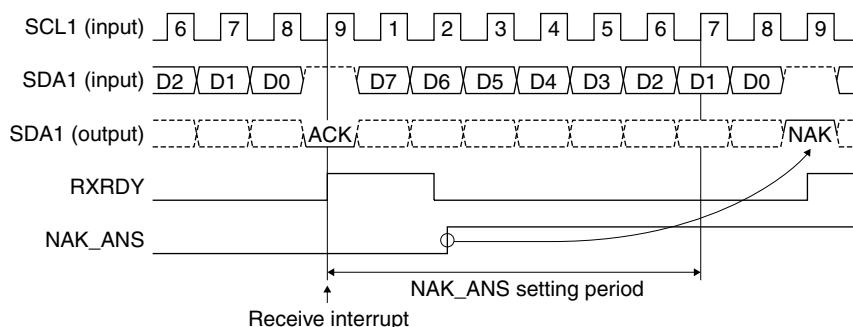 SCL1 (input) 6 7 8 9 1 2 3 4 5 6 7 8 9
SDA1 (input) D2 D1 D0 D7 D6 D5 D4 D3 D2 D1 D0
SDA1 (output) ACK NAK
RXRDY
NAK_ANS
NAK_ANS setting period
Receive interrupt